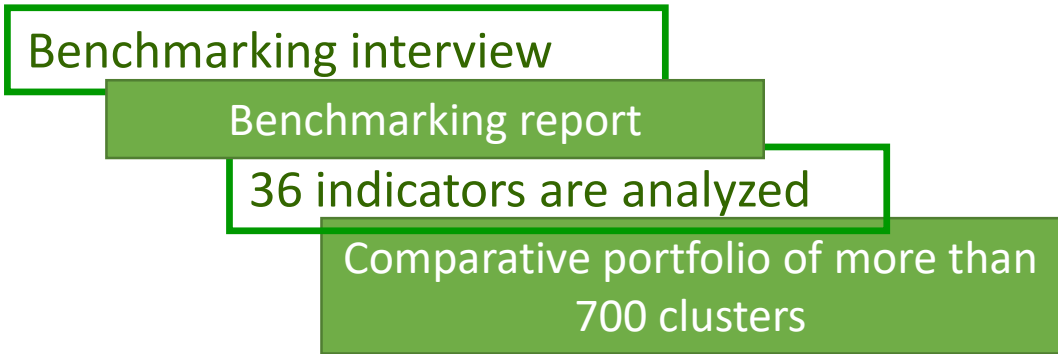 Benchmarking interview
Benchmarking report
36 indicators are analyzed
Comparative portfolio of more than
700 clusters